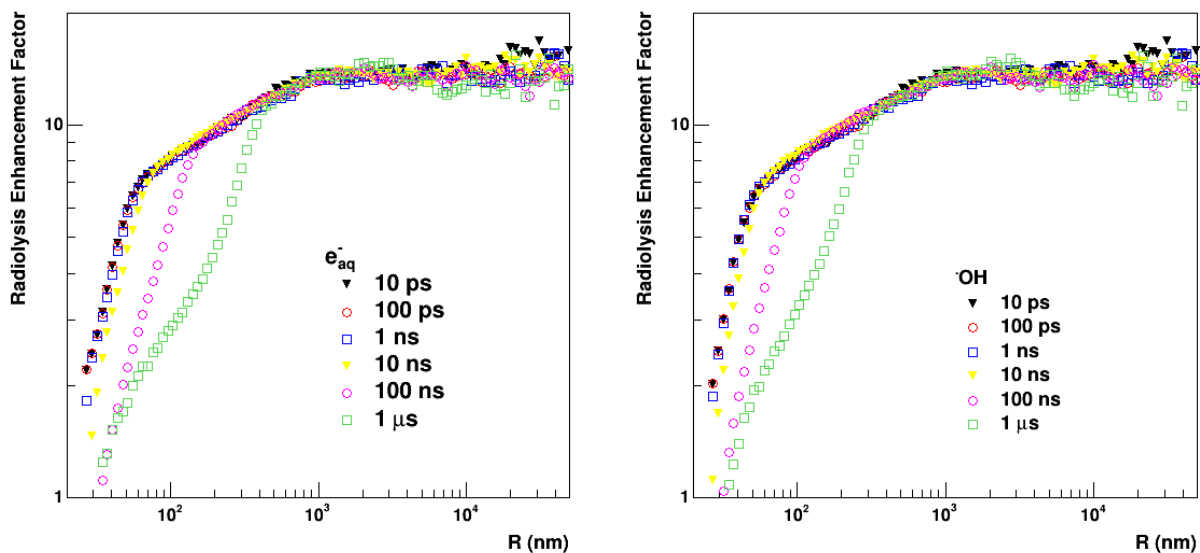 Radiolysis Enhancement Factor
10
1
10²
10³
10⁴
R (nm)
e⁻aq
10 ps
100 ps
1 ns
10 ns
100 ns
1 μs
Radiolysis Enhancement Factor
10
1
10²
10³
10⁴
R (nm)
·OH
10 ps
100 ps
1 ns
10 ns
100 ns
1 μs